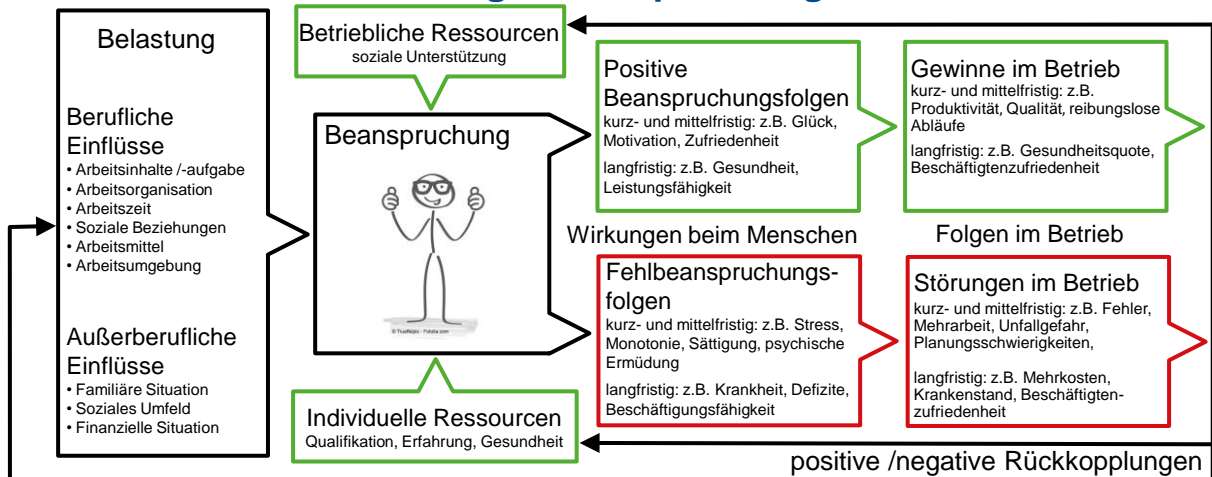 Belastung
Berufliche
Einflüsse
• Arbeitsinhalte /-aufgabe
• Arbeitsorganisation
• Arbeitszeit
• Soziale Beziehungen
• Arbeitsmittel
• Arbeitsumgebung
Außerberufliche
Einflüsse
• Familiäre Situation
• Soziales Umfeld
• Finanzielle Situation
Betriebliche Ressourcen
soziale Unterstützung
Beanspruchung
© Trueffelpix - Fotolia.com
Individuelle Ressourcen
Qualifikation, Erfahrung, Gesundheit
Positive
Beanspruchungsfolgen
kurz- und mittelfristig: z.B. Glück,
Motivation, Zufriedenheit
langfristig: z.B. Gesundheit,
Leistungsfähigkeit
Wirkungen beim Menschen
Fehlbeanspruchungs-
folgen
kurz- und mittelfristig: z.B. Stress,
Monotonie, Sättigung, psychische
Ermüdung
langfristig: z.B. Krankheit, Defizite,
Beschäftigungsfähigkeit
Gewinne im Betrieb
kurz- und mittelfristig: z.B.
Produktivität, Qualität, reibungslose
Abläufe
langfristig: z.B. Gesundheitsquote,
Beschäftigtenzufriedenheit
Folgen im Betrieb
Störungen im Betrieb
kurz- und mittelfristig: z.B. Fehler,
Mehrarbeit, Unfallgefahr,
Planungsschwierigkeiten,
langfristig: z.B. Mehrkosten,
Krankenstand, Beschäftigten-
zufriedenheit
positive /negative Rückkopplungen